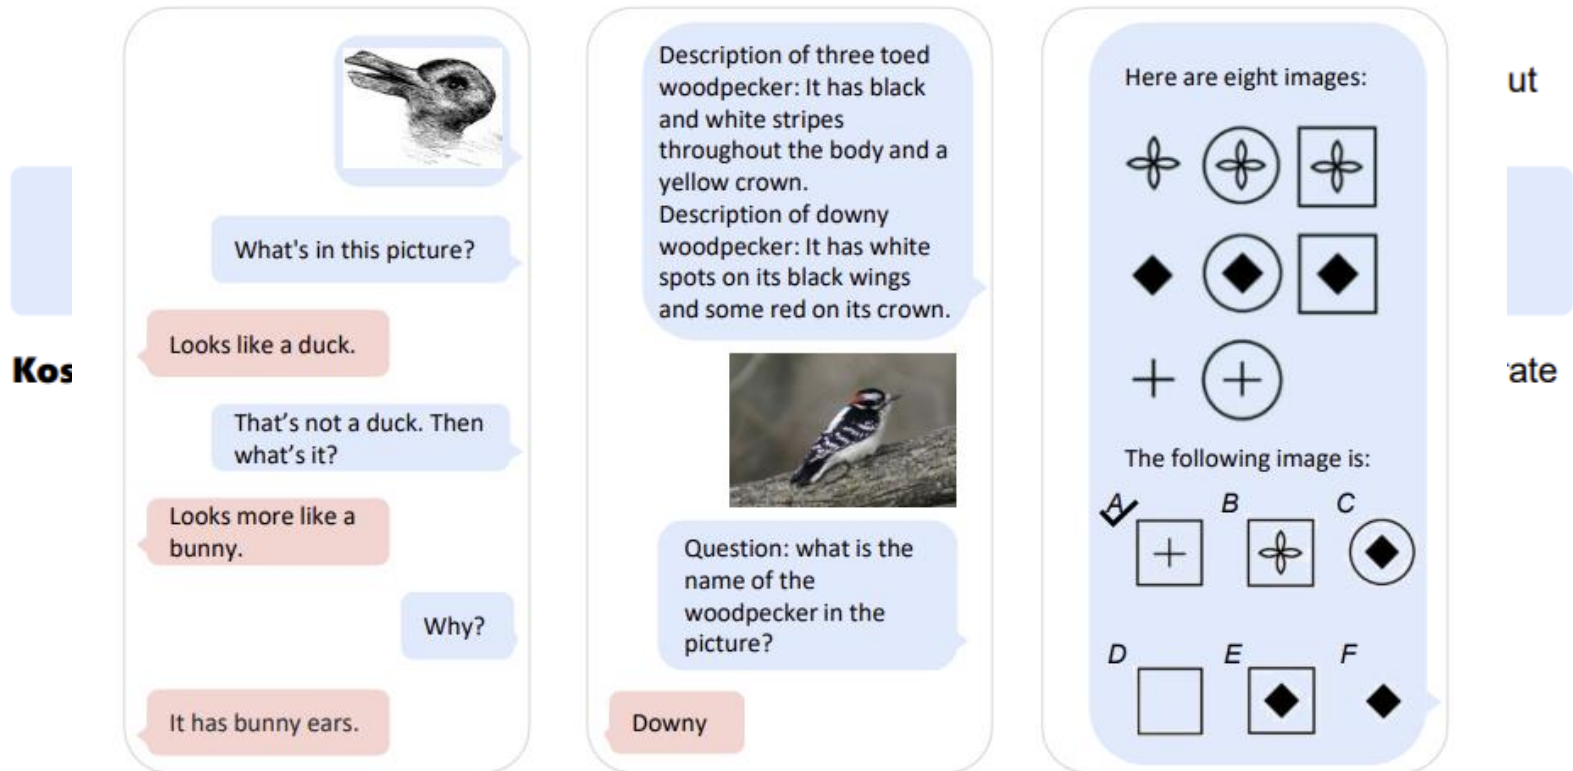 What's in this picture?
Looks like a duck.
That's not a duck. Then
what's it?
Looks more like a
bunny.
Why?
It has bunny ears.
Description of three toed
woodpecker: It has black
and white stripes
throughout the body and a
yellow crown.
Description of downy
woodpecker: It has white
spots on its black wings
and some red on its crown.
Question: what is the
name of the
woodpecker in the
picture?
Downy
Here are eight images:
The following image is:
A B C
D E F
ut
Kos
ate